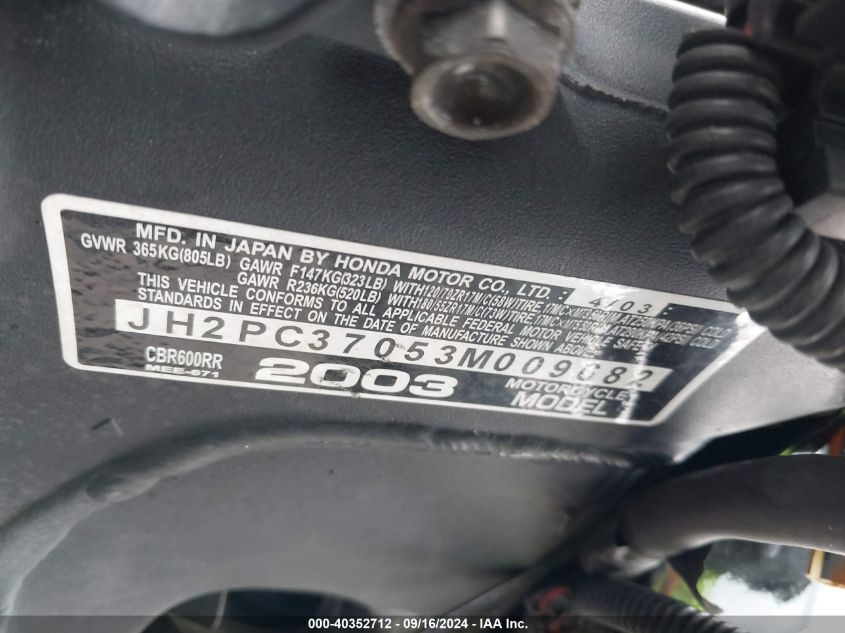 MFD. IN JAPAN BY HONDA MOTOR CO., LTD.: 4/03
GVWR 365KG(805LB) GAWR F147KG(323LB) WITH120/70ZR17M/C(58W)TIRE,
GAWR R236KG(520LB) WITH180/55ZR17M/C(73W)TIRE,
THIS VEHICLE CONFORMS TO ALL APPLICABLE FEDERAL MOTOR VEHICLE SAFETY
STANDARDS IN EFFECT ON THE DATE OF MANUFACTURE SHOWN ABOVE.
JH2PC37053M009682
CBR600RR 2003 MOTORCYCLE
MEE-671 MODEL
000-40352712 - 09/16/2024 - IAA Inc.